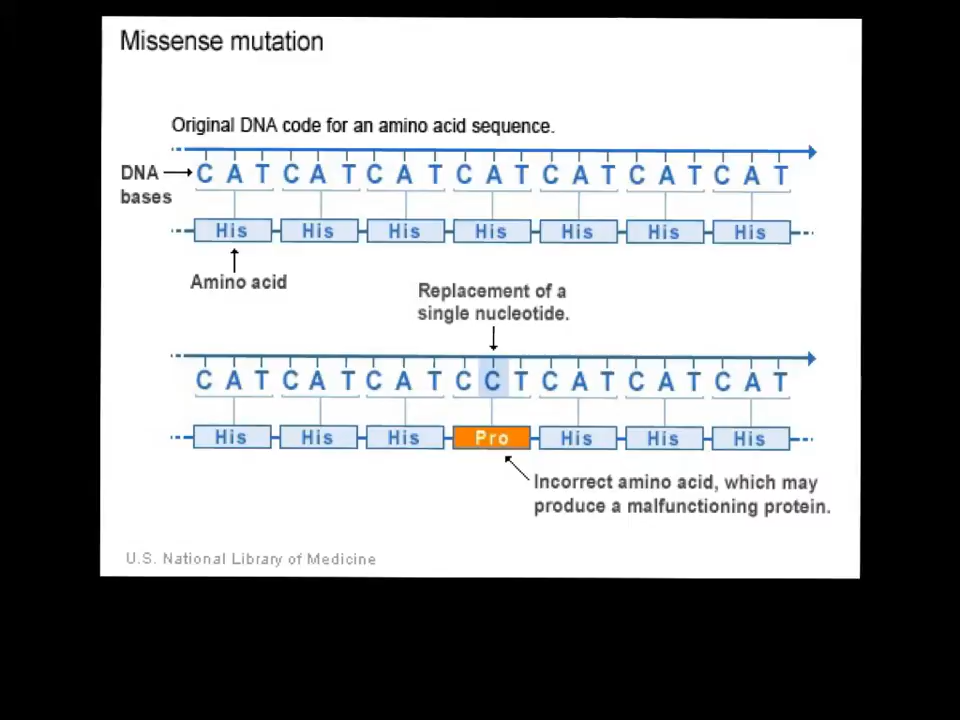 Missense mutation
Original DNA code for an amino acid sequence.
DNA bases
C A T C A T C A T C A T C A T C A T C A T
His His His His His His His
Amino acid
Replacement of a
single nucleotide.
C A T C A T C A T C C T C A T C A T C A T
His His His Pro His His His
Incorrect amino acid, which may
produce a malfunctioning protein.
U.S. National Library of Medicine